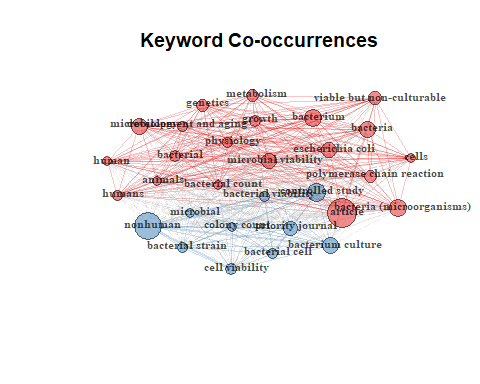 Keyword Co-occurrences
metabolism
viable but non-culturable
genetics
growth
bacterium
development and aging
bacteria
physiology
escherichia coli
human
bacterial
microbial viability
cells
polymerase chain reaction
animals
bacterial count
humans
bacterial viability
controlled study
microbial
article
bacteria (microorganisms)
nonhuman
colony count
priority journal
bacterial strain
bacterium culture
bacterial cell
cell viability